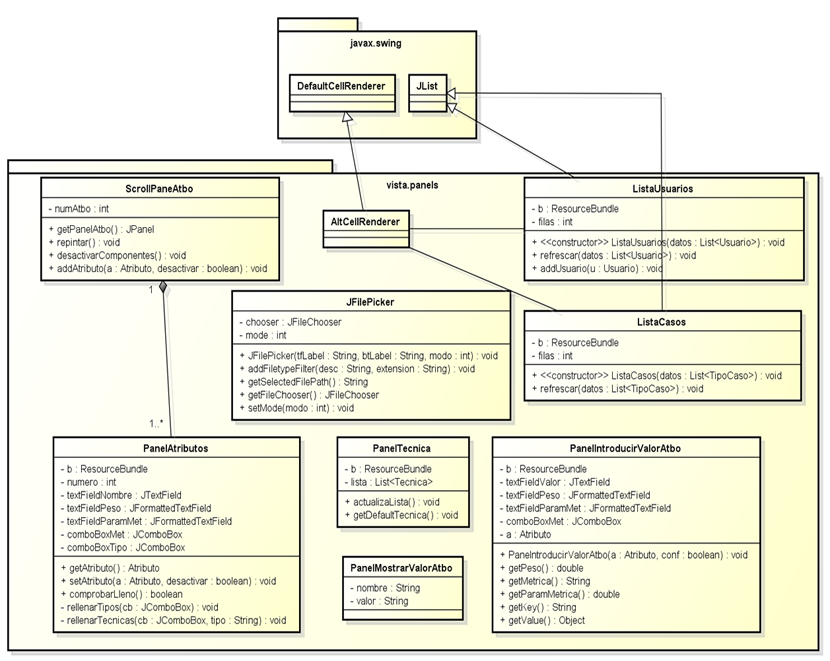 javax.swing
DefaultCellRenderer
JList
vista.panels
ScrollPaneAtbo
- numAtbo : int
+ getPanelAtbo() : JPanel
+ repintar() : void
+ desactivarComponentes() : void
+ addAtributo(a : Atributo, desactivar : boolean) : void
AltCellRenderer
ListaUsuarios
- b : ResourceBundle
- filas : int
+ <<constructor>> ListaUsuarios(datos : List<Usuario>)
+ refrescar(datos : List<Usuario>) : void
+ addUsuario(u : Usuario) : void
1
JFilePicker
- chooser : JFileChooser
- mode : int
+ JFilePicker(tfLabel : String, btLabel : String, modo : int) : void
+ addFiletypeFilter(desc : String, extension : String) : void
+ getSelectedFilePath() : String
+ getFileChooser() : JFileChooser
+ setMode(modo : int) : void
ListaCasos
- b : ResourceBundle
- filas : int
+ <<constructor>> ListaCasos(datos : List<TipoCaso>) : void
+ refrescar(datos : List<TipoCaso>) : void
1..*
PanelAtributos
- b : ResourceBundle
- numero : int
- textFieldNombre : JTextField
- textFieldPeso : JFormattedTextField
- textFieldParamMet : JFormattedTextField
- comboBoxMet : JComboBox
- comboBoxTipo : JComboBox
+ getAtributo() : Atributo
+ setAtributo(a : Atributo, desactivar : boolean) : void
+ comprobarLleno() : boolean
- rellenarTipos(cb : JComboBox) : void
- rellenarTecnicas(cb : JComboBox, tipo : String) : void
PanelTecnica
- b : ResourceBundle
- lista : List<Tecnica>
+ actualizaLista() : void
+ getDefaultTecnica() : void
PanelMostrarValorAtbo
- nombre : String
- valor : String
PanelIntroducirValorAtbo
- b : ResourceBundle
- textFieldValor : JTextField
- textFieldPeso : JFormattedTextField
- textFieldParamMet : JFormattedTextField
- comboBoxMet : JComboBox
- a : Atributo
+ PanelIntroducirValorAtbo(a : Atributo, conf : boolean) : void
+ getPeso() : double
+ getMetrica() : String
+ getParamMetrica() : double
+ getKey() : String
+ getValue() : Object